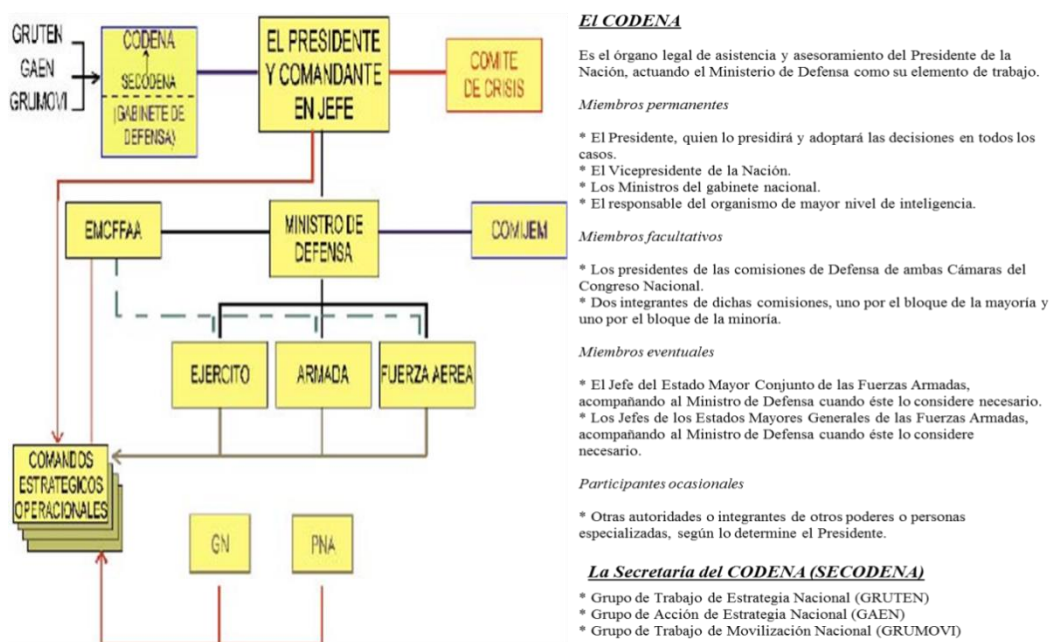 GRUTEN
GAEN
GRUMOVI
CODENA
SECODENA
(GABINETE DE
DEFENSA)
EL PRESIDENTE
Y COMANDANTE
EN JEFE
COMITE
DE CRISIS
EMCFFAA
MINISTRO DE
DEFENSA
COMIJEM
EJERCITO
ARMADA
FUERZA AEREA
COMANDOS
ESTRATEGICOS
OPERACIONALES
GN
PNA
El CODENA
Es el órgano legal de asistencia y asesoramiento del Presidente de la
Nación, actuando el Ministerio de Defensa como su elemento de trabajo.
Miembros permanentes
* El Presidente, quien lo presidirá y adoptará las decisiones en todos los
casos.
* El Vicepresidente de la Nación.
* Los Ministros del gabinete nacional.
* El responsable del organismo de mayor nivel de inteligencia.
Miembros facultativos
* Los presidentes de las comisiones de Defensa de ambas Cámaras del
Congreso Nacional.
* Dos integrantes de dichas comisiones, uno por el bloque de la mayoría y
uno por el bloque de la minoría.
Miembros eventuales
* El Jefe del Estado Mayor Conjunto de las Fuerzas Armadas,
acompañando al Ministro de Defensa cuando éste lo considere necesario.
* Los Jefes de los Estados Mayores Generales de las Fuerzas Armadas,
acompañando al Ministro de Defensa cuando éste lo considere
necesario.
Participantes ocasionales
* Otras autoridades o integrantes de otros poderes o personas
especializadas, según lo determine el Presidente.
La Secretaría del CODENA (SECODENA)
* Grupo de Trabajo de Estrategia Nacional (GRUTEN)
* Grupo de Acción de Estrategia Nacional (GAEN)
* Grupo de Trabajo de Movilización Nacional (GRUMOVI)